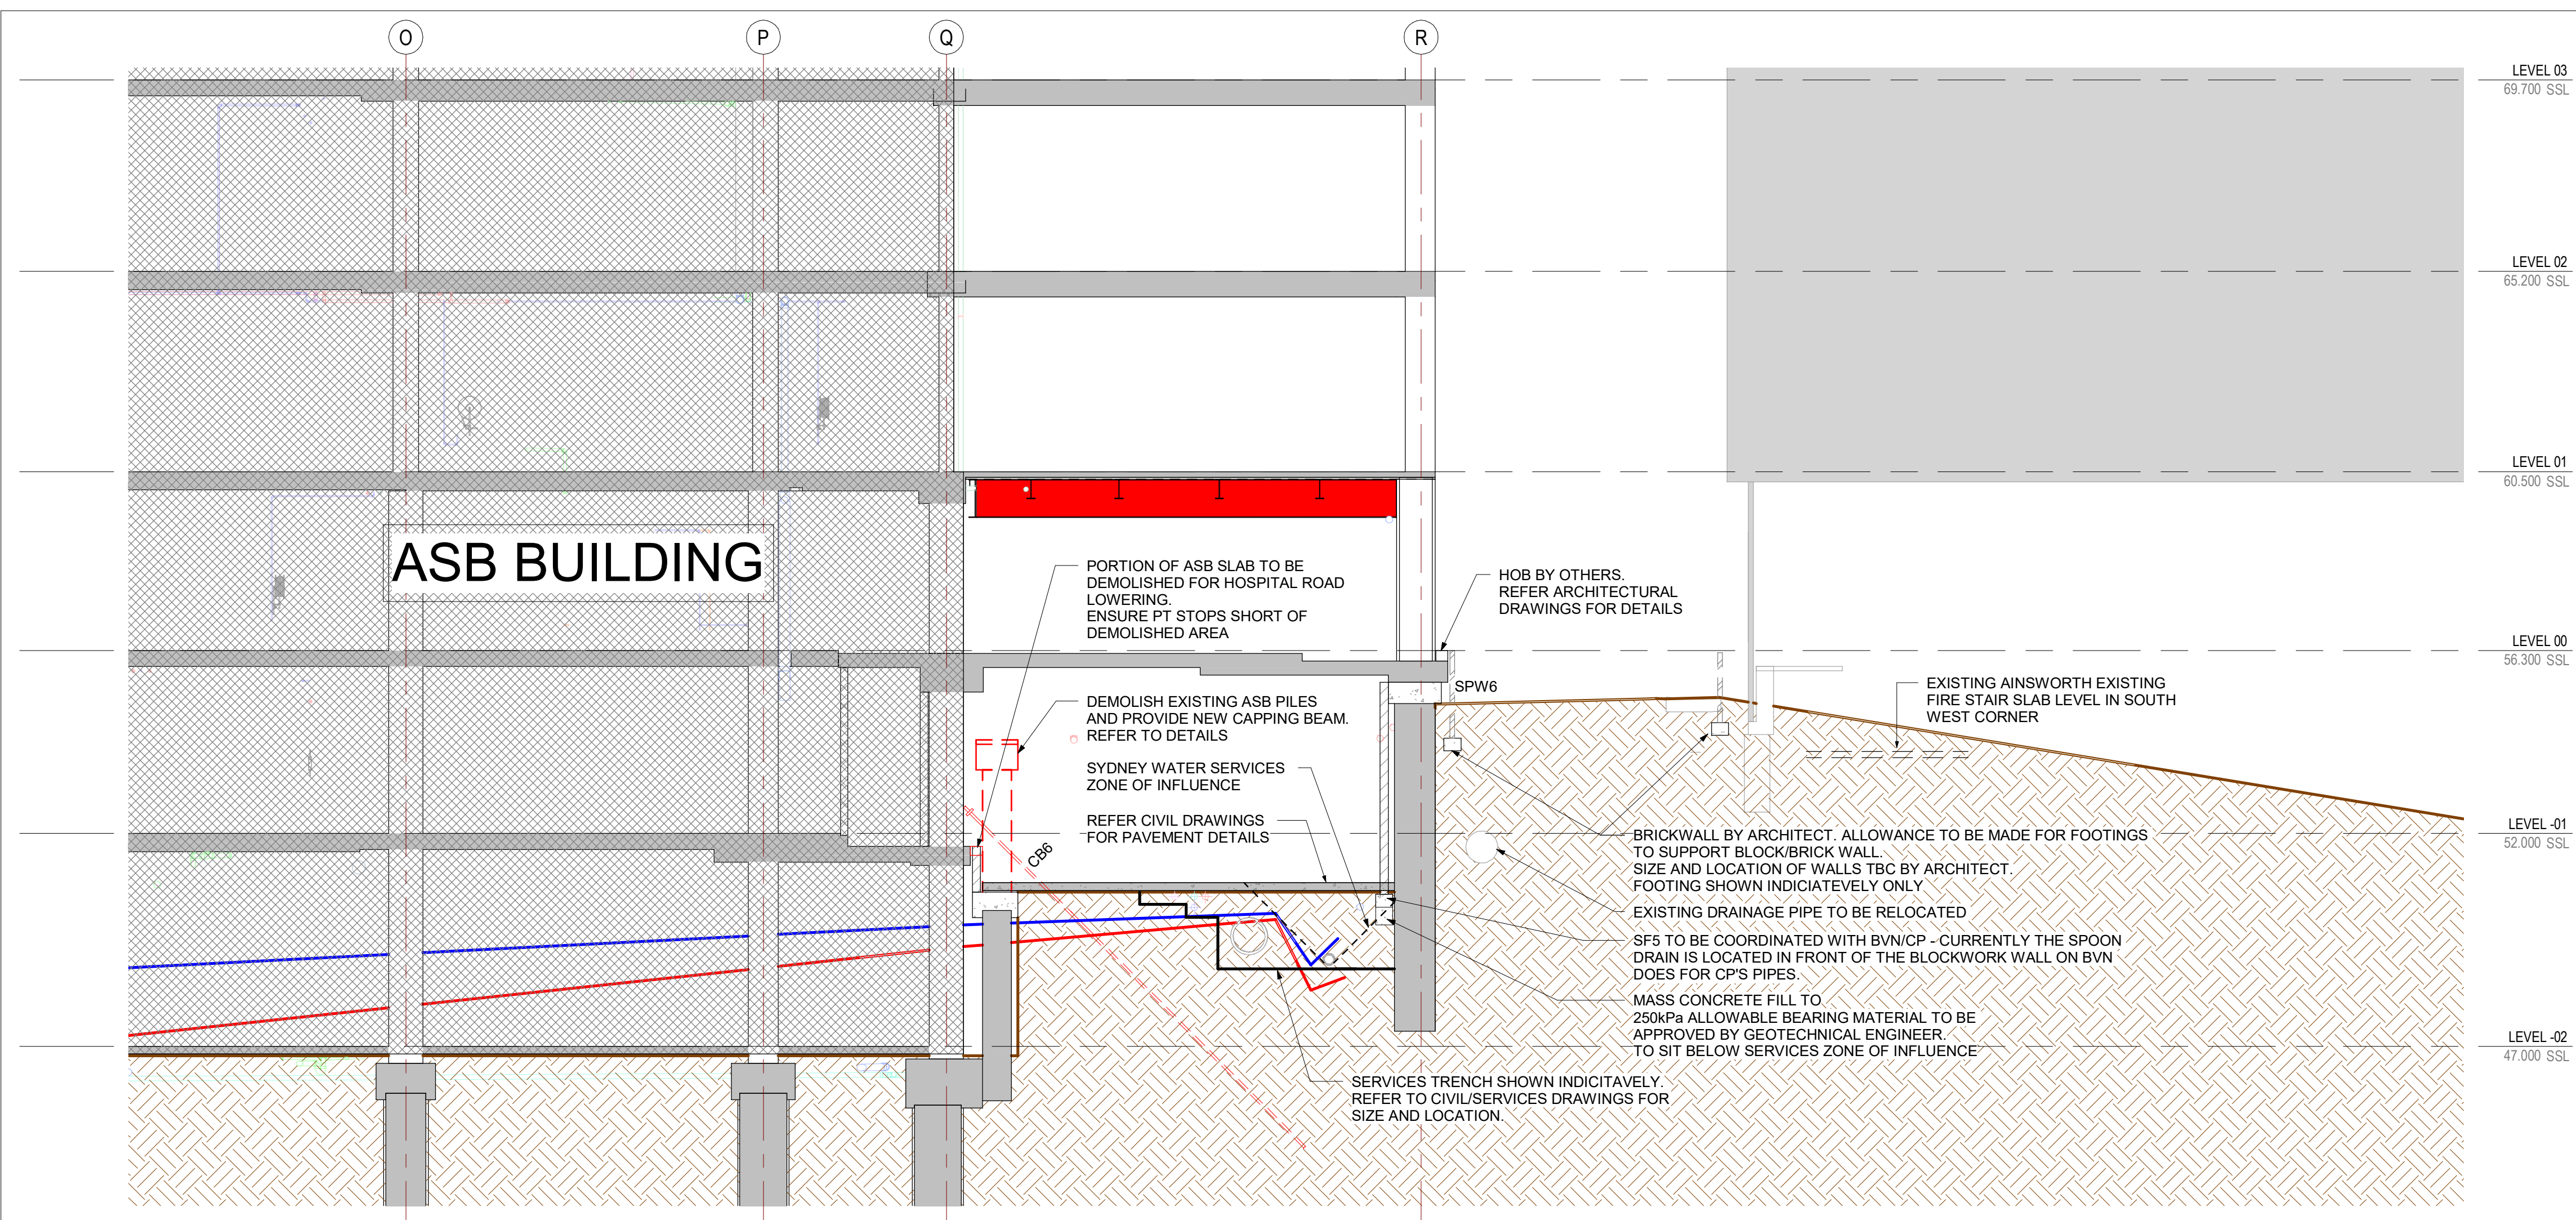 O
P
Q
R
LEVEL 03
69.700 SSL
LEVEL 02
65.200 SSL
LEVEL 01
60.500 SSL
ASB BUILDING
PORTION OF ASB SLAB TO BE
DEMOLISHED FOR HOSPITAL ROAD
LOWERING.
ENSURE PT STOPS SHORT OF
DEMOLISHED AREA
HOB BY OTHERS.
REFER ARCHITECTURAL
DRAWINGS FOR DETAILS
LEVEL 00
56.300 SSL
SPW6
EXISTING AINSWORTH EXISTING
FIRE STAIR SLAB LEVEL IN SOUTH
WEST CORNER
DEMOLISH EXISTING ASB PILES
AND PROVIDE NEW CAPPING BEAM.
REFER TO DETAILS
SYDNEY WATER SERVICES
ZONE OF INFLUENCE
REFER CIVIL DRAWINGS
FOR PAVEMENT DETAILS
CB6
LEVEL -01
52.000 SSL
BRICKWALL BY ARCHITECT. ALLOWANCE TO BE MADE FOR FOOTINGS
TO SUPPORT BLOCK/BRICK WALL.
SIZE AND LOCATION OF WALLS TBC BY ARCHITECT.
FOOTING SHOWN INDICIATEVELY ONLY
EXISTING DRAINAGE PIPE TO BE RELOCATED
SF5 TO BE COORDINATED WITH BVN/CP - CURRENTLY THE SPOON
DRAIN IS LOCATED IN FRONT OF THE BLOCKWORK WALL ON BVN
DOES FOR CP'S PIPES.
MASS CONCRETE FILL TO
250kPa ALLOWABLE BEARING MATERIAL TO BE
APPROVED BY GEOTECHNICAL ENGINEER.
TO SIT BELOW SERVICES ZONE OF INFLUENCE
LEVEL -02
47.000 SSL
SERVICES TRENCH SHOWN INDICITAVELY.
REFER TO CIVIL/SERVICES DRAWINGS FOR
SIZE AND LOCATION.